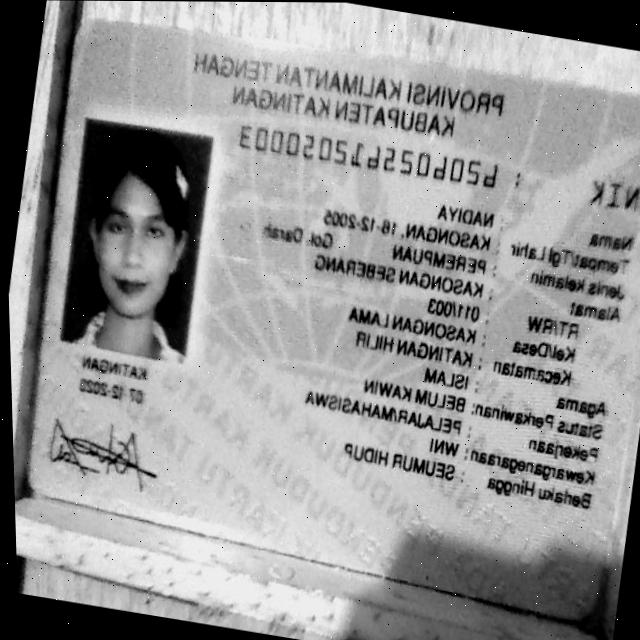 PROVINSI KALIMANTAN TENGAH
KABUPATEN KATINGAN
NIK : 6206025612050003
Nama : NADIYA
Tempat/Tgl Lahir : KASONGAN, 16-12-2005
Jenis kelamin : PEREMPUAN Gol. Darah
Alamat : KASONGAN SEBERANG
RT/RW : 011/003
Kel/Desa : KASONGAN LAMA
Kecamatan : KATINGAN HILIR
Agama : ISLAM
Status Perkawinan: BELUM KAWIN
Pekerjaan : PELAJAR/MAHASISWA
Kewarganegaraan: WNI
Berlaku Hingga : SEUMUR HIDUP
KATINGAN
07-12-2023